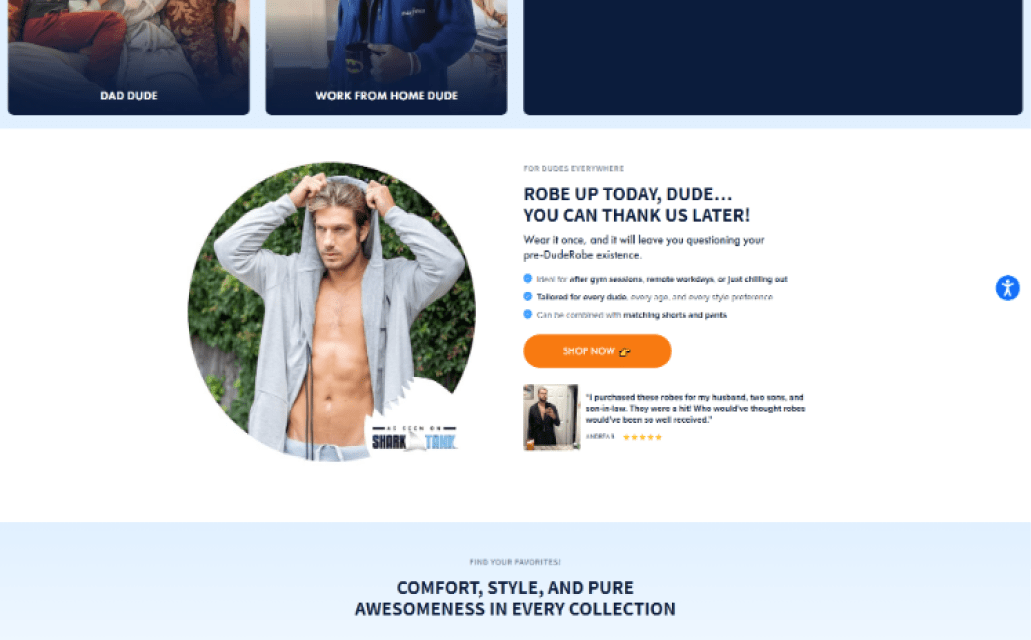 DAD DUDE
WORK FROM HOME DUDE
FOR DUDES EVERYWHERE
ROBE UP TODAY, DUDE...
YOU CAN THANK US LATER!
Wear it once, and it will leave you questioning your
pre-DudeRobe existence.
Ideal for after gym sessions, remote workdays, or just chilling out
Tailored for every dude, every age, and every style preference
Can be combined with matching shorts and pants
SHOP NOW 👉
AS SEEN ON
SHARK TANK
"I purchased these robes for my husband, two sons, and
son-in-law. They were a hit! Who would've thought robes
would've been so well received."
FIND YOUR FAVORITES!
COMFORT, STYLE, AND PURE
AWESOMENESS IN EVERY COLLECTION